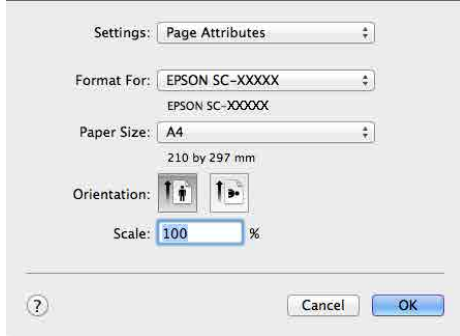 Settings: Page Attributes
Format For: EPSON SC-XXXXX
EPSON SC-XXXXX
Paper Size: A4
210 by 297 mm
Orientation:
Scale: 100 %
? Cancel OK